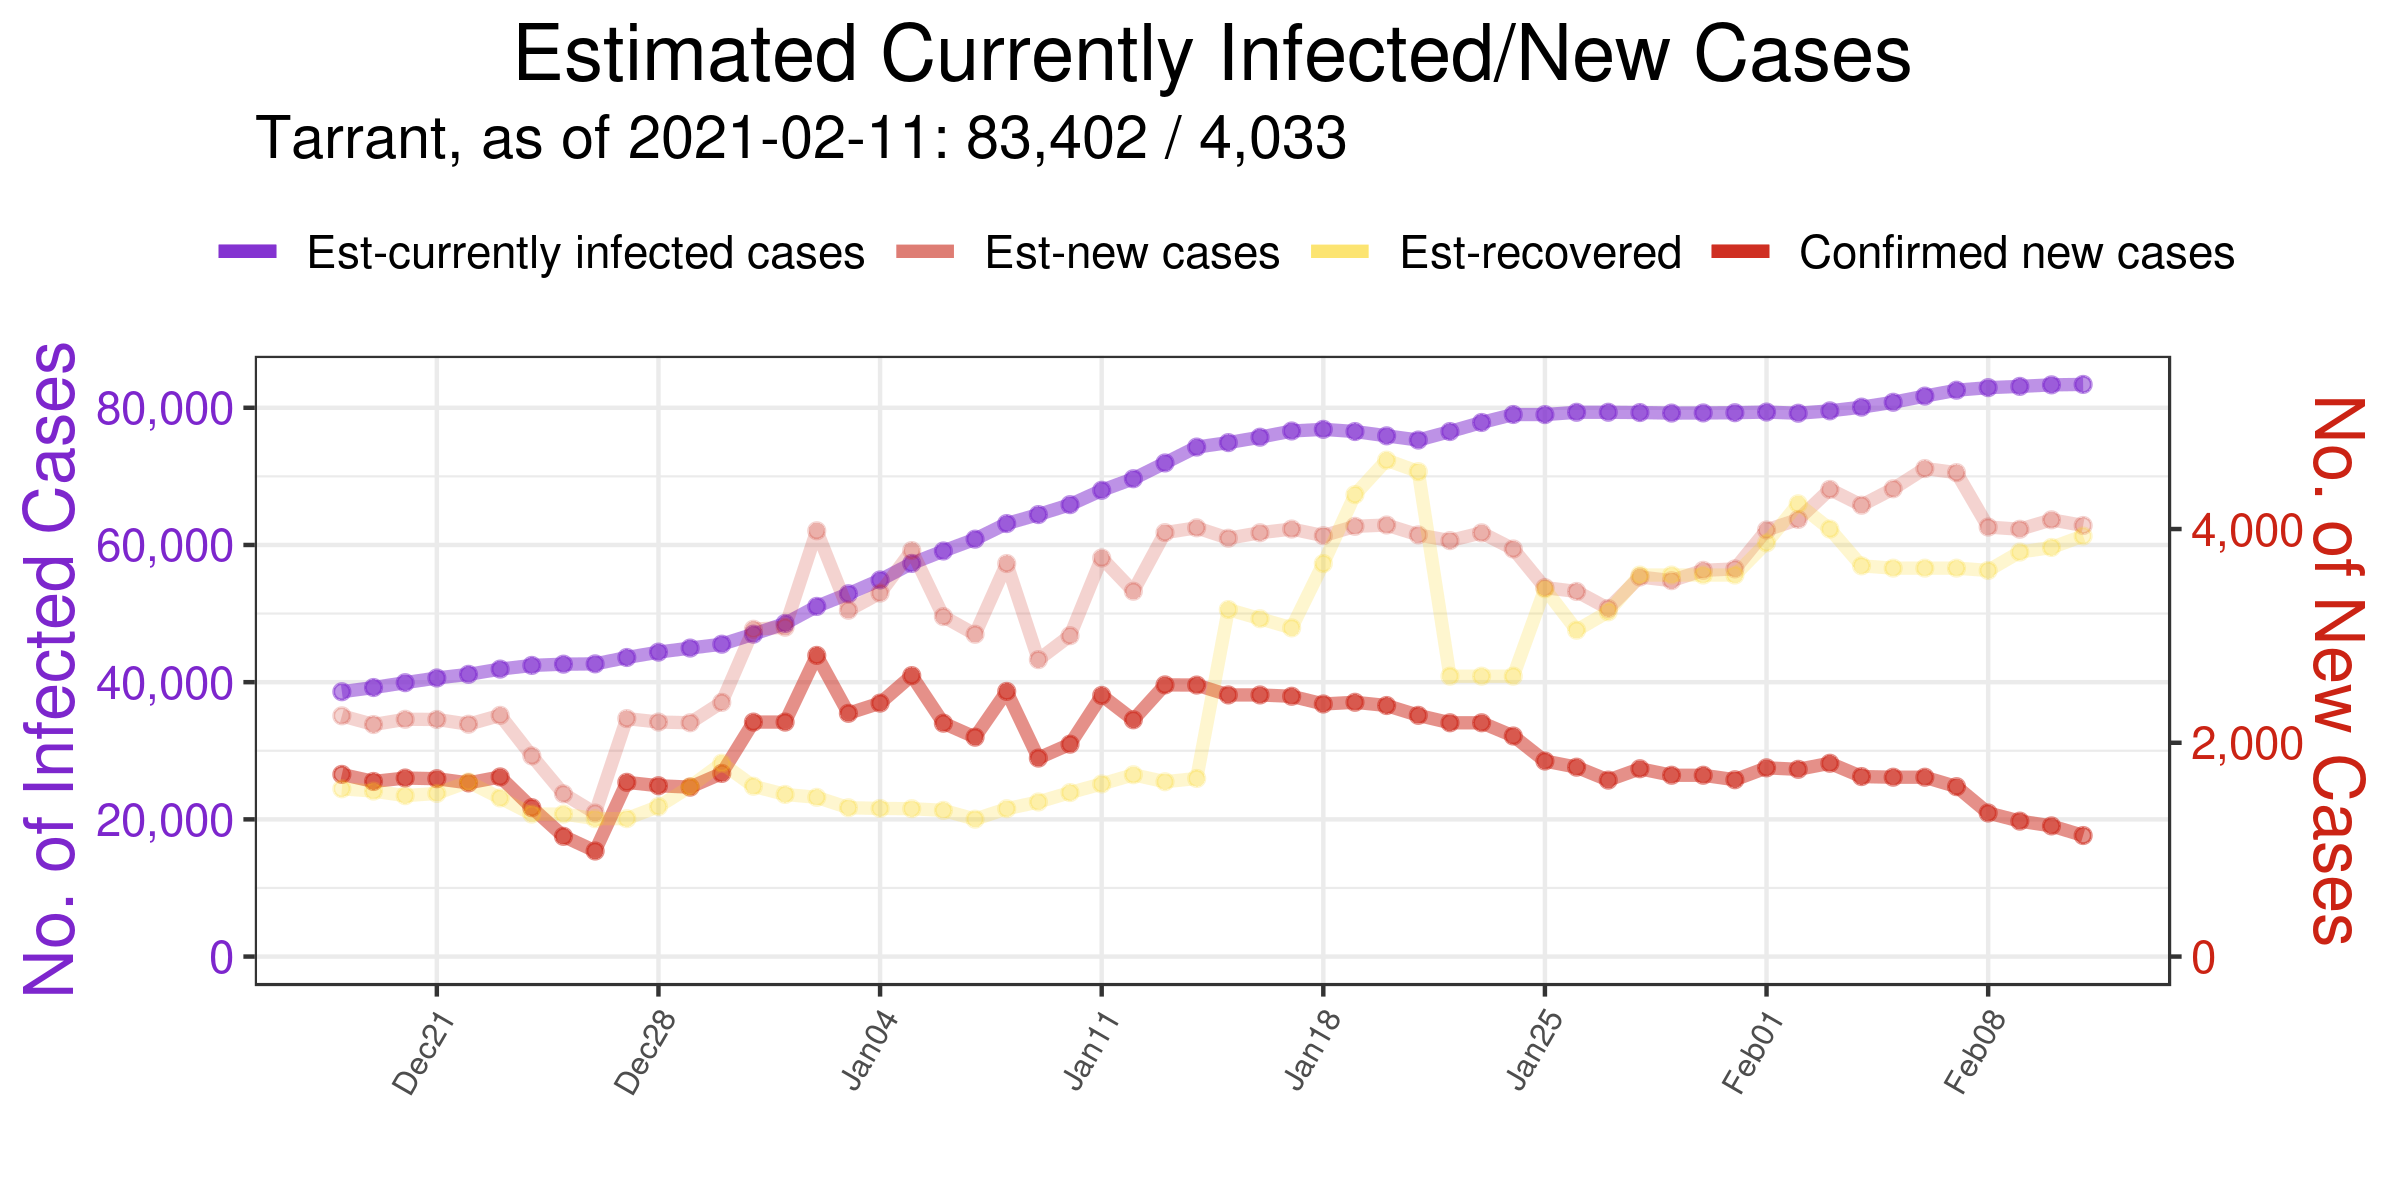 Estimated Currently Infected/New Cases
Tarrant, as of 2021-02-11: 83,402 / 4,033
Est-currently infected cases Est-new cases Est-recovered Confirmed new cases
No. of Infected Cases
80,000
60,000
40,000
20,000
0
No. of New Cases
4,000
2,000
0
Dec21 Dec28 Jan04 Jan11 Jan18 Jan25 Feb01 Feb08